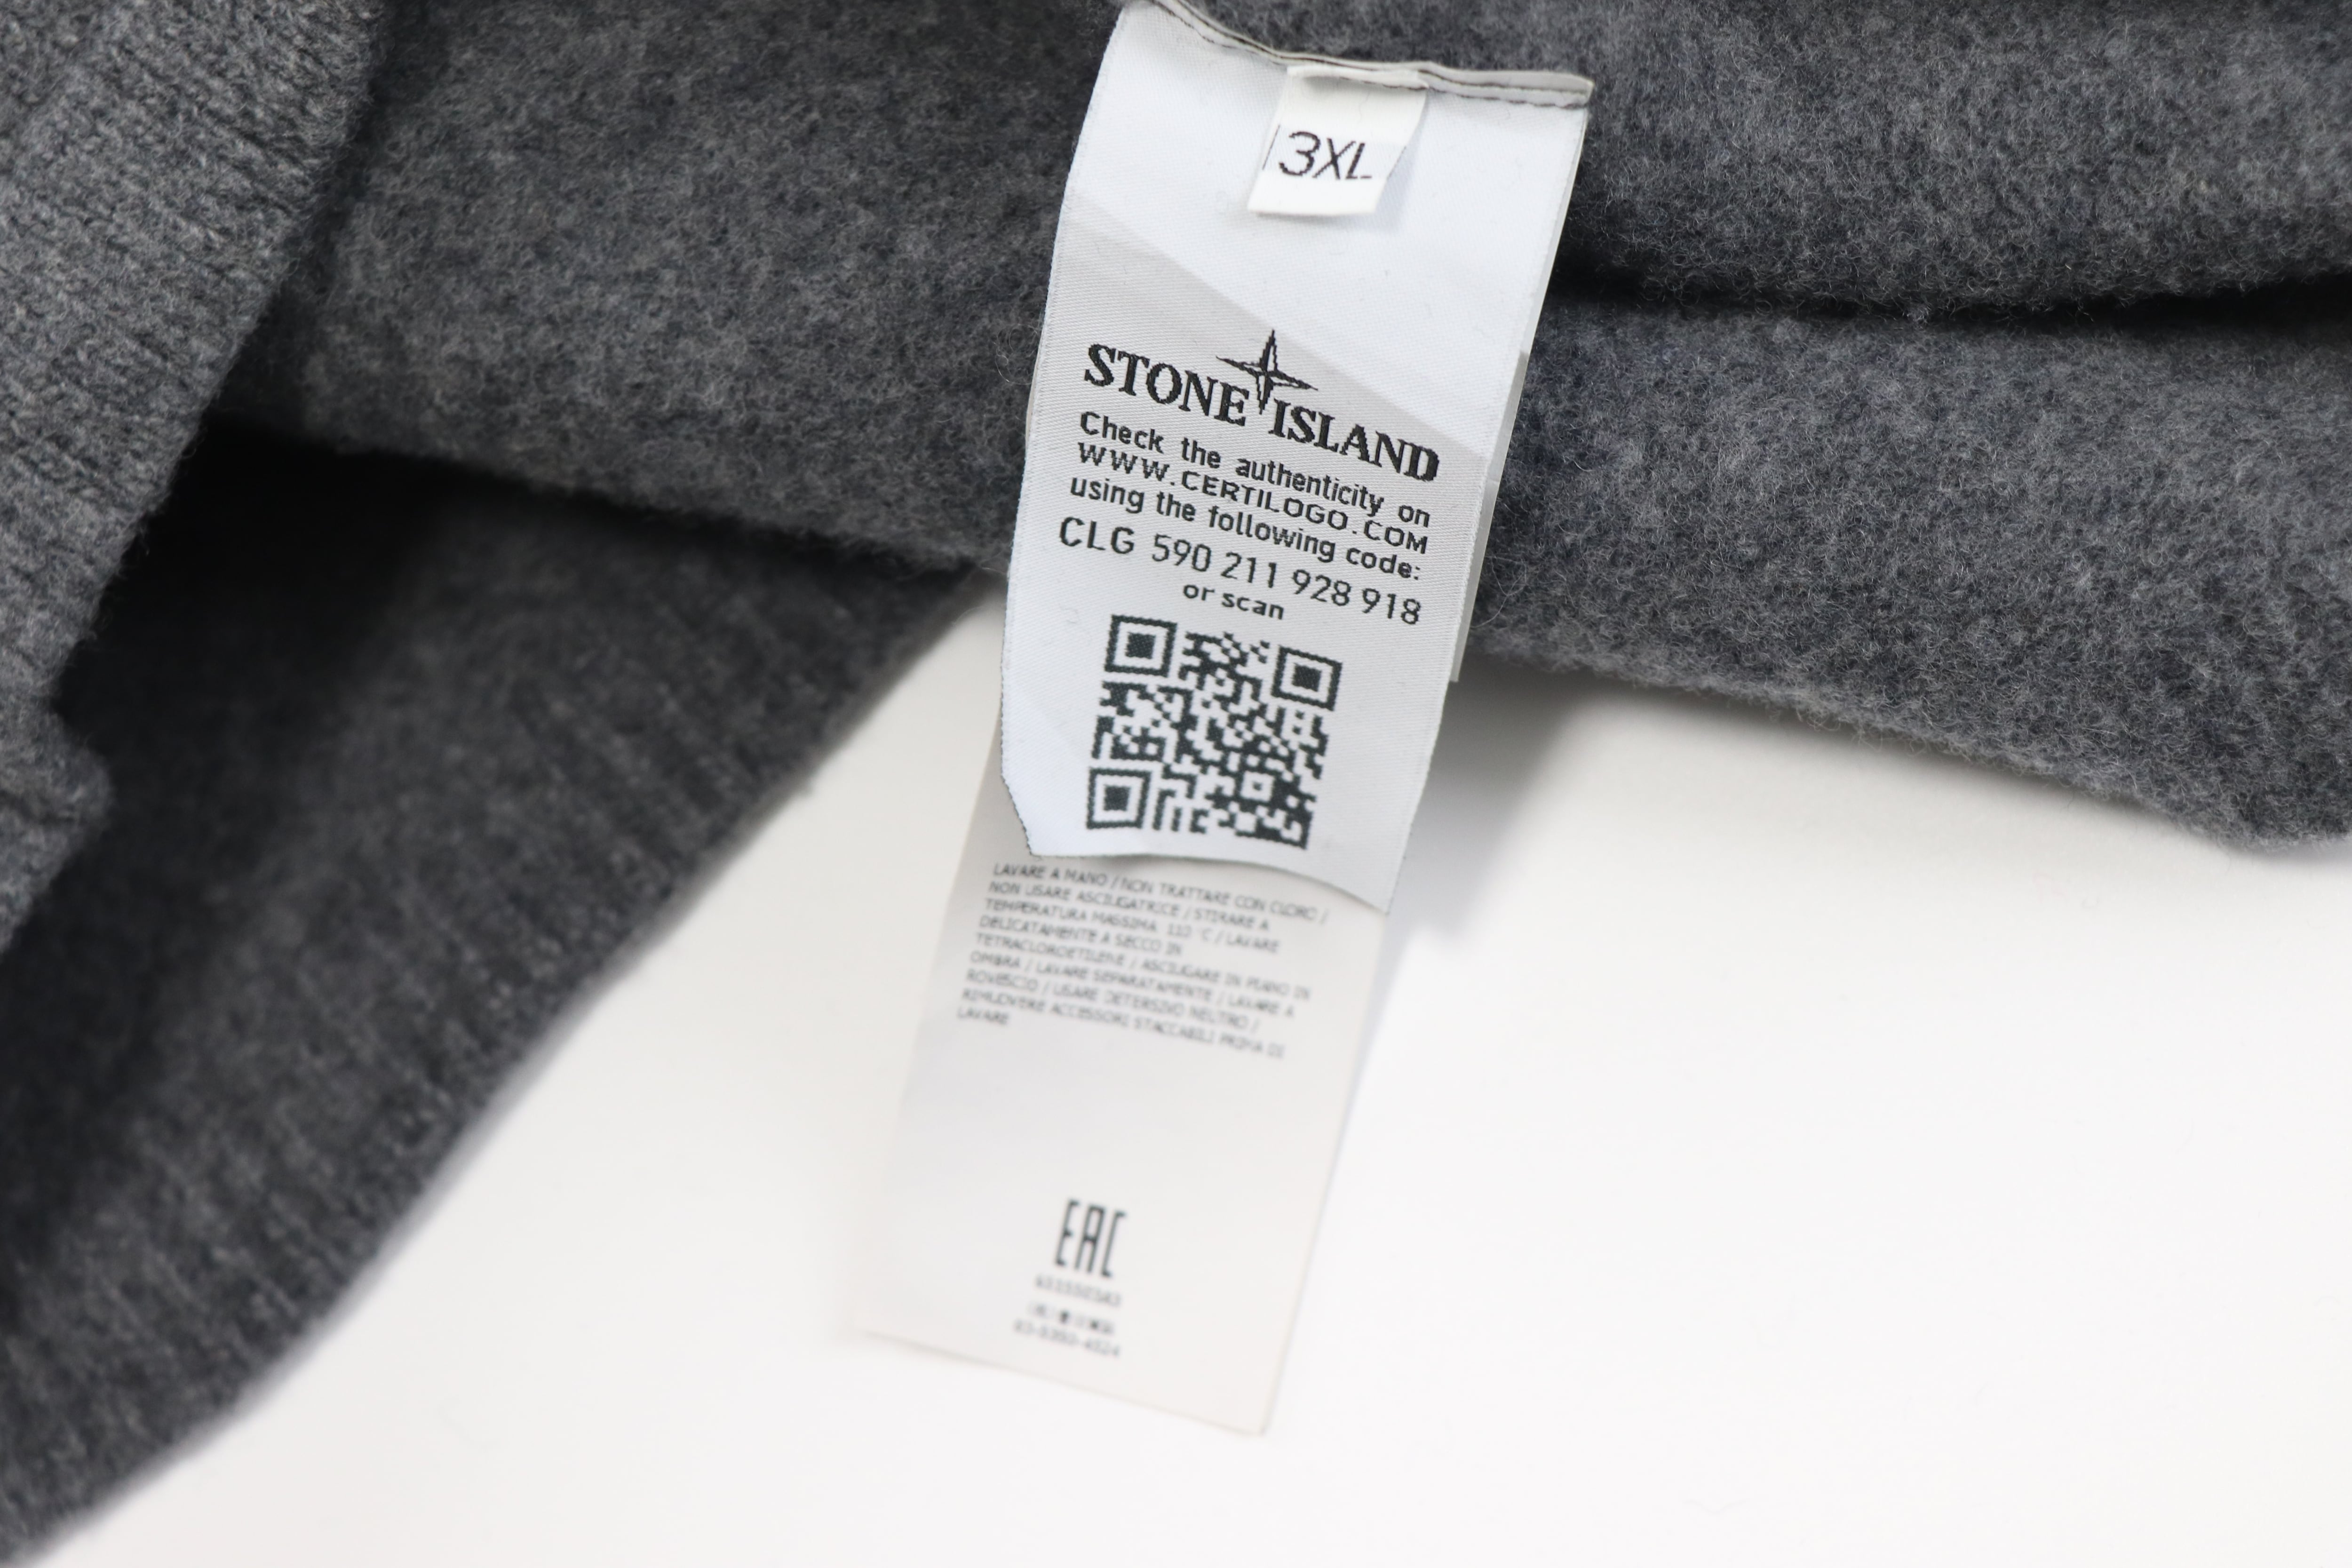 3XL
STONE ISLAND
Check the authenticity on
WWW.CERTILOGO.COM
using the following code:
CLG 590 211 928 918
or scan
LAVARE A MANO / NON TRATTARE CON CLORO /
NON USARE ASCIUGATRICE / STIRARE A
TEMPERATURA MASSIMA 110 °C / LAVARE
DELICATAMENTE A SECCO IN
TETRACLOROETILENE / ASCIUGARE IN PIANO IN
OMBRA / LAVARE SEPARATAMENTE / LAVARE A
ROVESCIO / USARE DETERSIVO NEUTRO /
RIMUOVERE ACCESSORI STACCABILI PRIMA DI
LAVARE
EAC